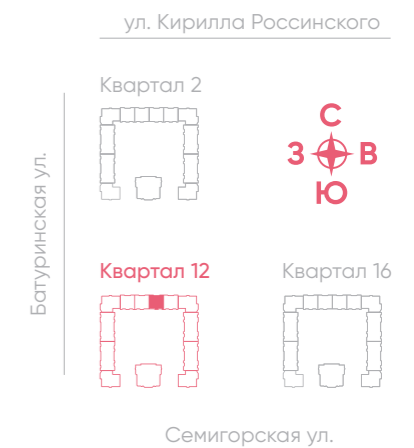 ул. Кирилла Россинского
Квартал 2
С
З В
Ю
Батуринская ул.
Квартал 12
Квартал 16
Семигорская ул.